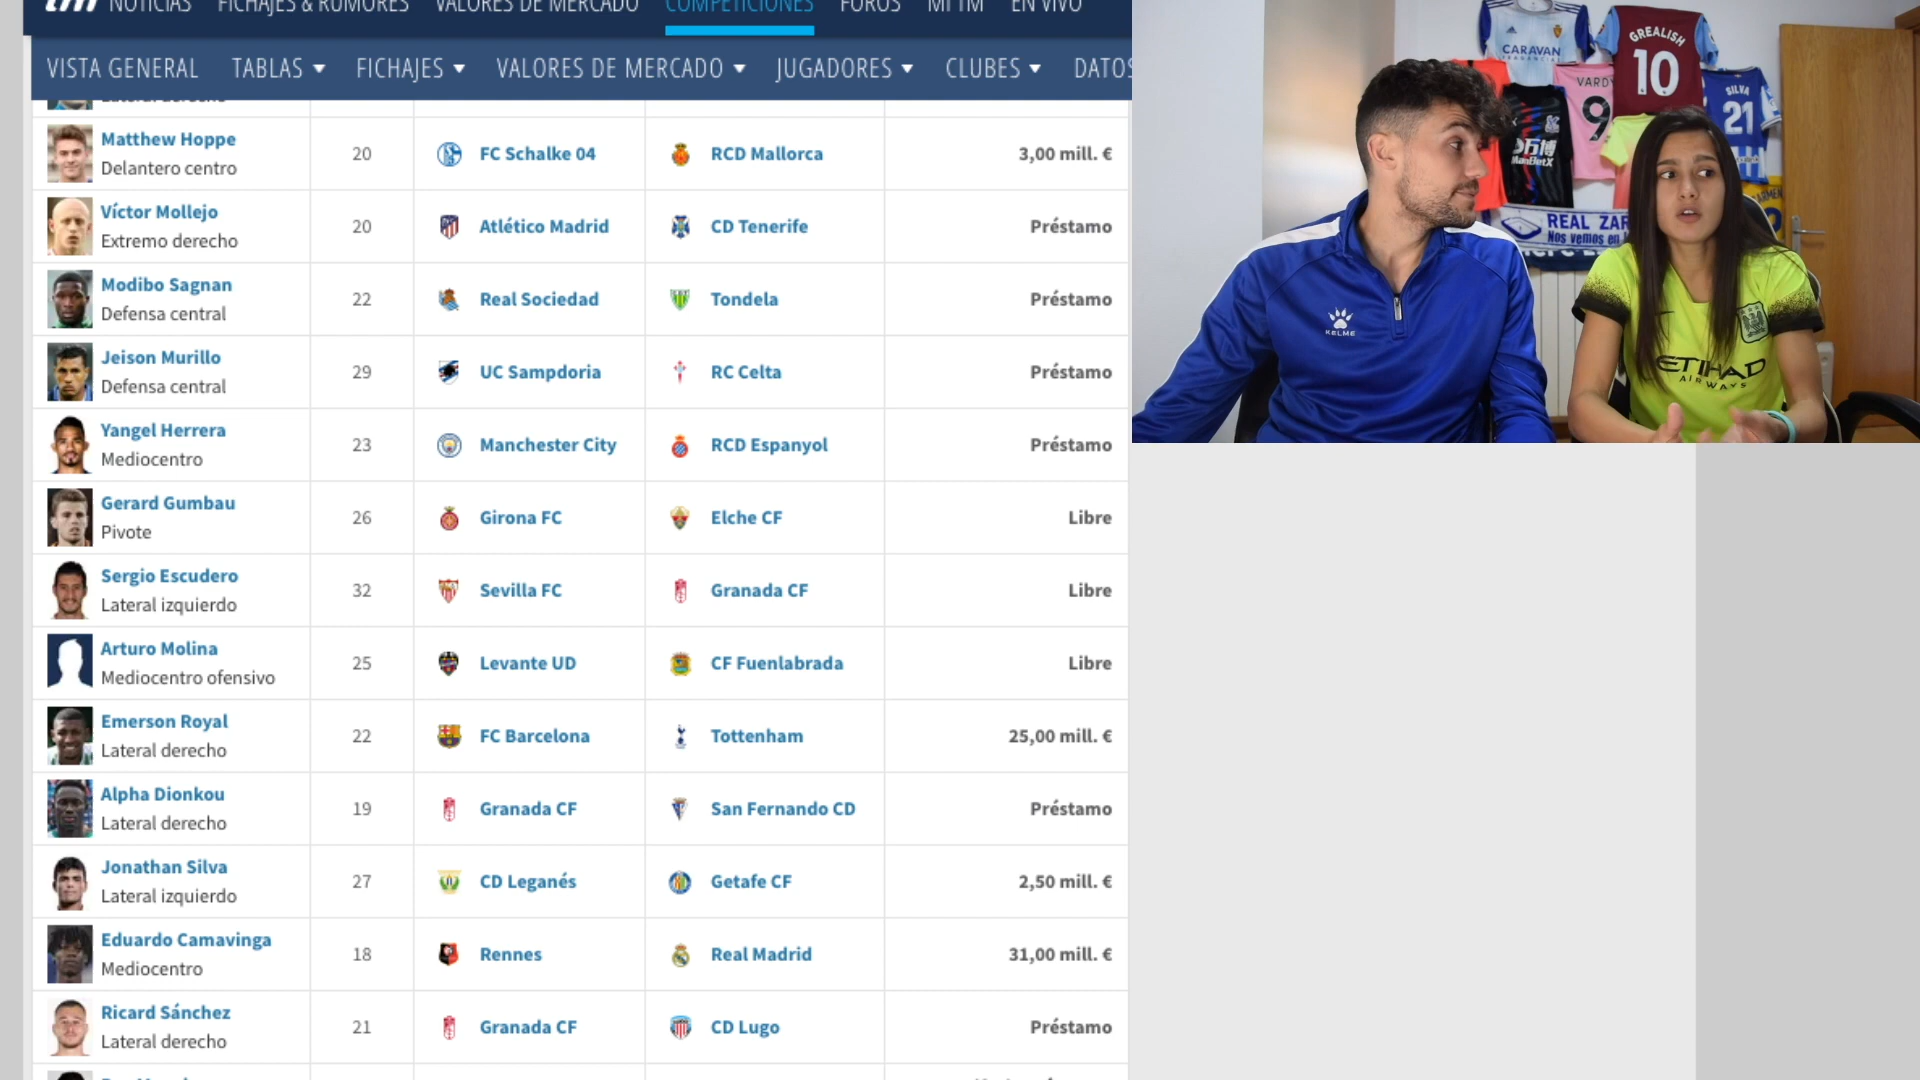 NOTICIAS FICHAJES & RUMORES VALORES DE MERCADO COMPETICIONES FOROS MI TM EN VIVO
VISTA GENERAL TABLAS FICHAJES VALORES DE MERCADO JUGADORES CLUBES DATOS
Lateral derecho
Matthew Hoppe
Delantero centro
20 FC Schalke 04 RCD Mallorca 3,00 mill. €
Víctor Mollejo
Extremo derecho
20 Atlético Madrid CD Tenerife Préstamo
Modibo Sagnan
Defensa central
22 Real Sociedad Tondela Préstamo
Jeison Murillo
Defensa central
29 UC Sampdoria RC Celta Préstamo
Yangel Herrera
Mediocentro
23 Manchester City RCD Espanyol Préstamo
Gerard Gumbau
Pivote
26 Girona FC Elche CF Libre
Sergio Escudero
Lateral izquierdo
32 Sevilla FC Granada CF Libre
Arturo Molina
Mediocentro ofensivo
25 Levante UD CF Fuenlabrada Libre
Emerson Royal
Lateral derecho
22 FC Barcelona Tottenham 25,00 mill. €
Alpha Dionkou
Lateral derecho
19 Granada CF San Fernando CD Préstamo
Jonathan Silva
Lateral izquierdo
27 CD Leganés Getafe CF 2,50 mill. €
Eduardo Camavinga
Mediocentro
18 Rennes Real Madrid 31,00 mill. €
Ricard Sánchez
Lateral derecho
21 Granada CF CD Lugo Préstamo
CARAVAN
GREALISH
10
VARDY
9
SILVA
21
万博
ManBetX
REAL ZAR
Nos vemos en
KELME
ETIHAD
AIRWAYS